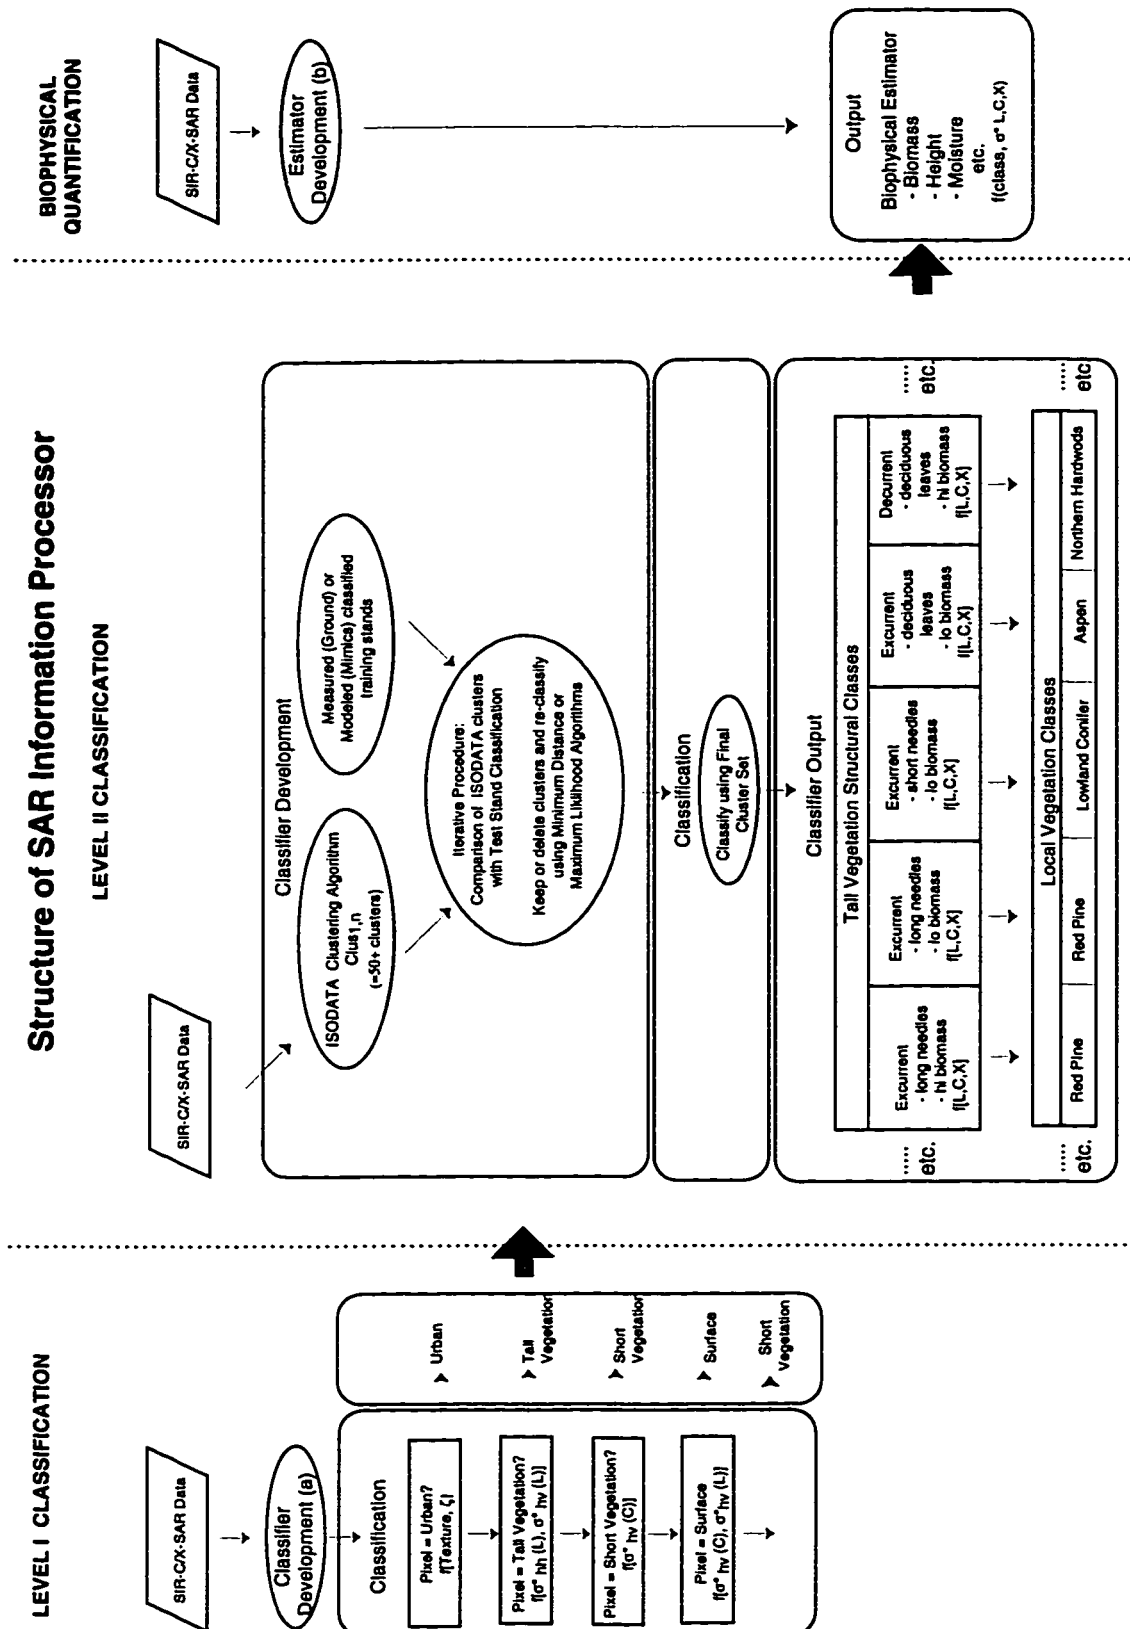 Structure of SAR Information Processor
LEVEL I CLASSIFICATION
SIR-C/X-SAR Data
Classifier
Development (a)
Classification
Pixel = Urban?
f[Texture, ζ]
Pixel = Tall Vegetation?
f[σ° hh (L), σ° hv (L)]
Pixel = Short Vegetation?
f[σ° hv (C)]
Pixel = Surface
f[σ° hv (C), σ° hv (L)]
Urban
Tall
Vegetation
Short
Vegetation
Surface
Short
Vegetation
LEVEL II CLASSIFICATION
SIR-C/X-SAR Data
Classifier Development
ISODATA Clustering Algorithm
Clus1,n
(=50+ clusters)
Measured (Ground) or
Modeled (Mimics) classified
training stands
Iterative Procedure:
Comparison of ISODATA clusters
with Test Stand Classification
Keep or delete clusters and re-classify
using Minimum Distance or
Maximum Liklihood Algorithms
Classification
Classify using Final
Cluster Set
Classifier Output
Tall Vegetation Structural Classes
.....
etc.
Excurrent
- long needles
- hi biomass
f[L,C,X]
Excurrent
- long needles
- lo biomass
f[L,C,X]
Excurrent
- short needles
- lo biomass
f[L,C,X]
Excurrent
- deciduous
leaves
- lo biomass
f[L,C,X]
Decurrent
- deciduous
leaves
- hi biomass
f[L,C,X]
.....
etc.
Local Vegetation Classes
.....
etc.
Red Pine
Red Pine
Lowland Conifer
Aspen
Northern Hardwods
.....
etc.
BIOPHYSICAL
QUANTIFICATION
SIR-C/X-SAR Data
Estimator
Development (b)
Output
Biophysical Estimator
- Biomass
- Height
- Moisture
etc.
f(class, σ° L,C,X)